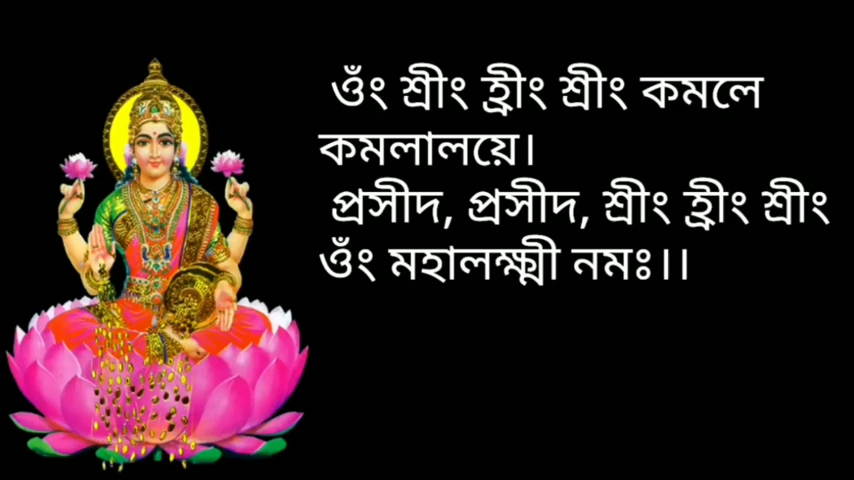 ওঁং শ্রীং হ্রীং শ্রীং কমলে
কমলালয়ে।
প্রসীদ, প্রসীদ, শ্রীং হ্রীং শ্রীং
ওঁং মহালক্ষ্মী নমঃ।।